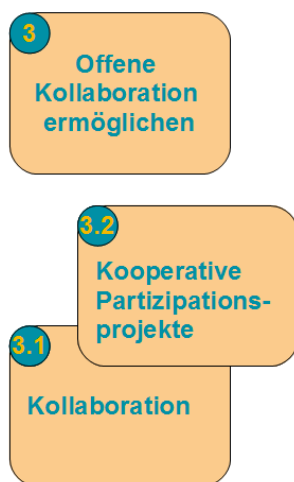 3
Offene
Kollaboration
ermöglichen
3.2
Kooperative
Partizipations-
projekte
3.1
Kollaboration